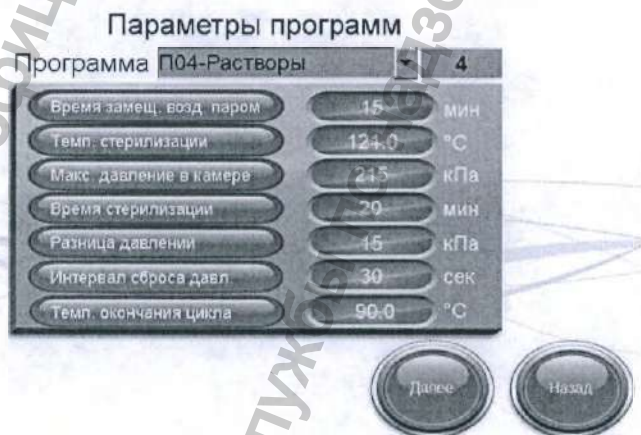 Параметры программ
Программа П04-Растворы 4
Время замещ. возд. паром 15 мин
Темп. стерилизации 121.0 °C
Макс. давление в камере 215 кПа
Время стерилизации 20 мин
Разница давлении 15 кПа
Интервал сброса давл. 30 сек
Темп. окончания цикла 90.0 °C
Далее Назад